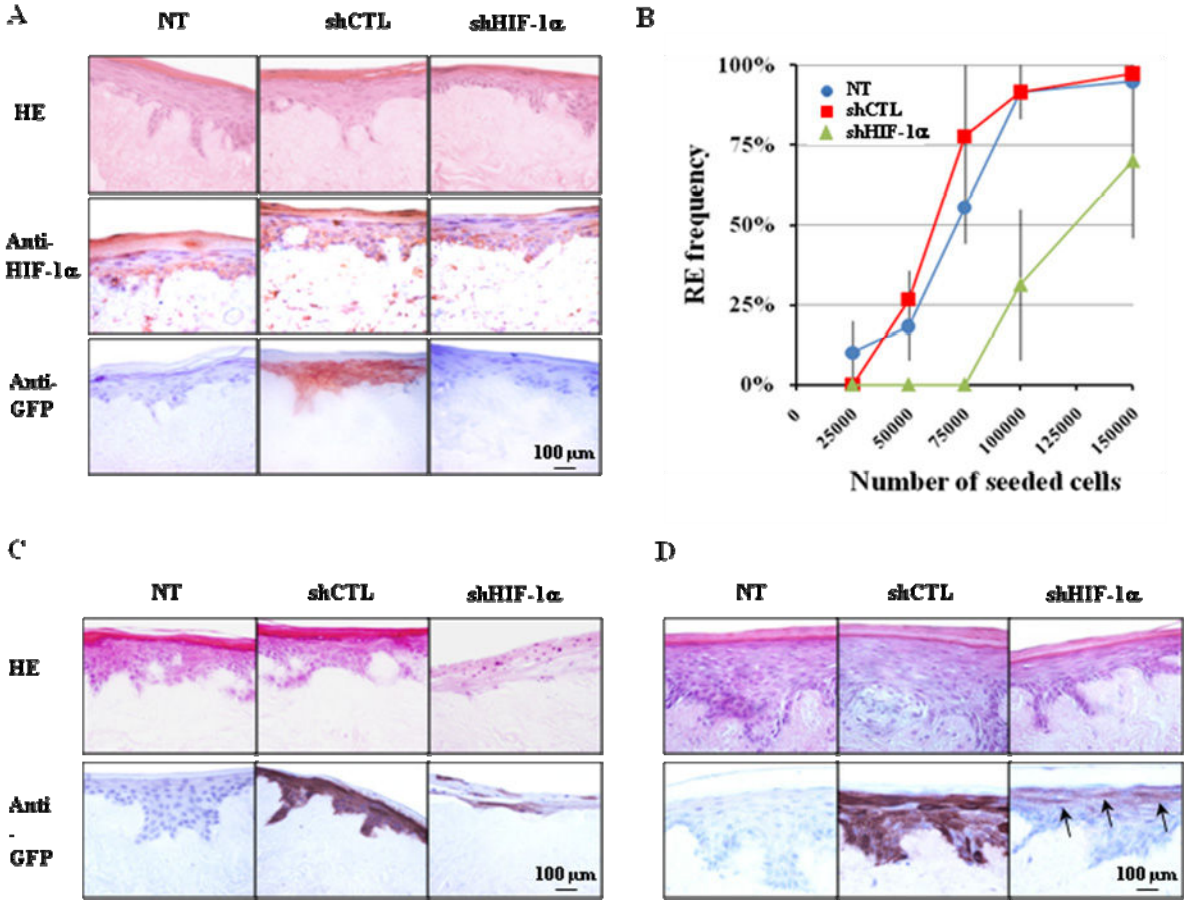 A
NT
shCTL
shHIF-1α
HE
Anti-
HIF-1α
Anti-
GFP
100 μm
B
100%
75%
50%
25%
0%
RE frequency
NT
shCTL
shHIF-1α
0
25000
50000
75000
100000
125000
150000
Number of seeded cells
C
NT
shCTL
shHIF-1α
HE
Anti
-
GFP
100 μm
D
NT
shCTL
shHIF-1α
100 μm